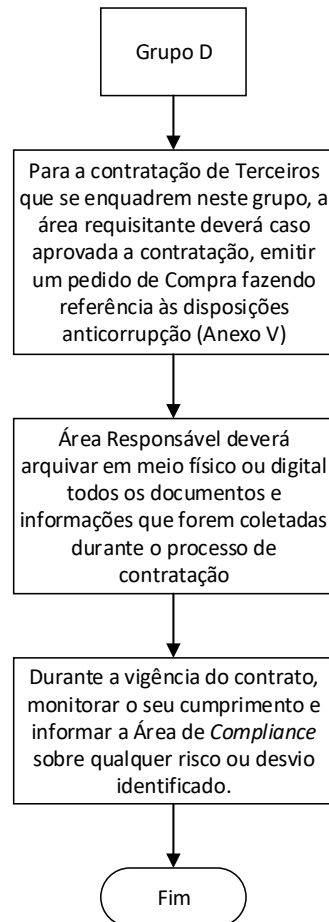 Grupo D
Para a contratação de Terceiros
que se enquadrem neste grupo, a
área requisitante deverá caso
aprovada a contratação, emitir
um pedido de Compra fazendo
referência às disposições
anticorrupção (Anexo V)
Área Responsável deverá
arquivar em meio físico ou digital
todos os documentos e
informações que forem coletadas
durante o processo de
contratação
Durante a vigência do contrato,
monitorar o seu cumprimento e
informar a Área de Compliance
sobre qualquer risco ou desvio
identificado.
Fim